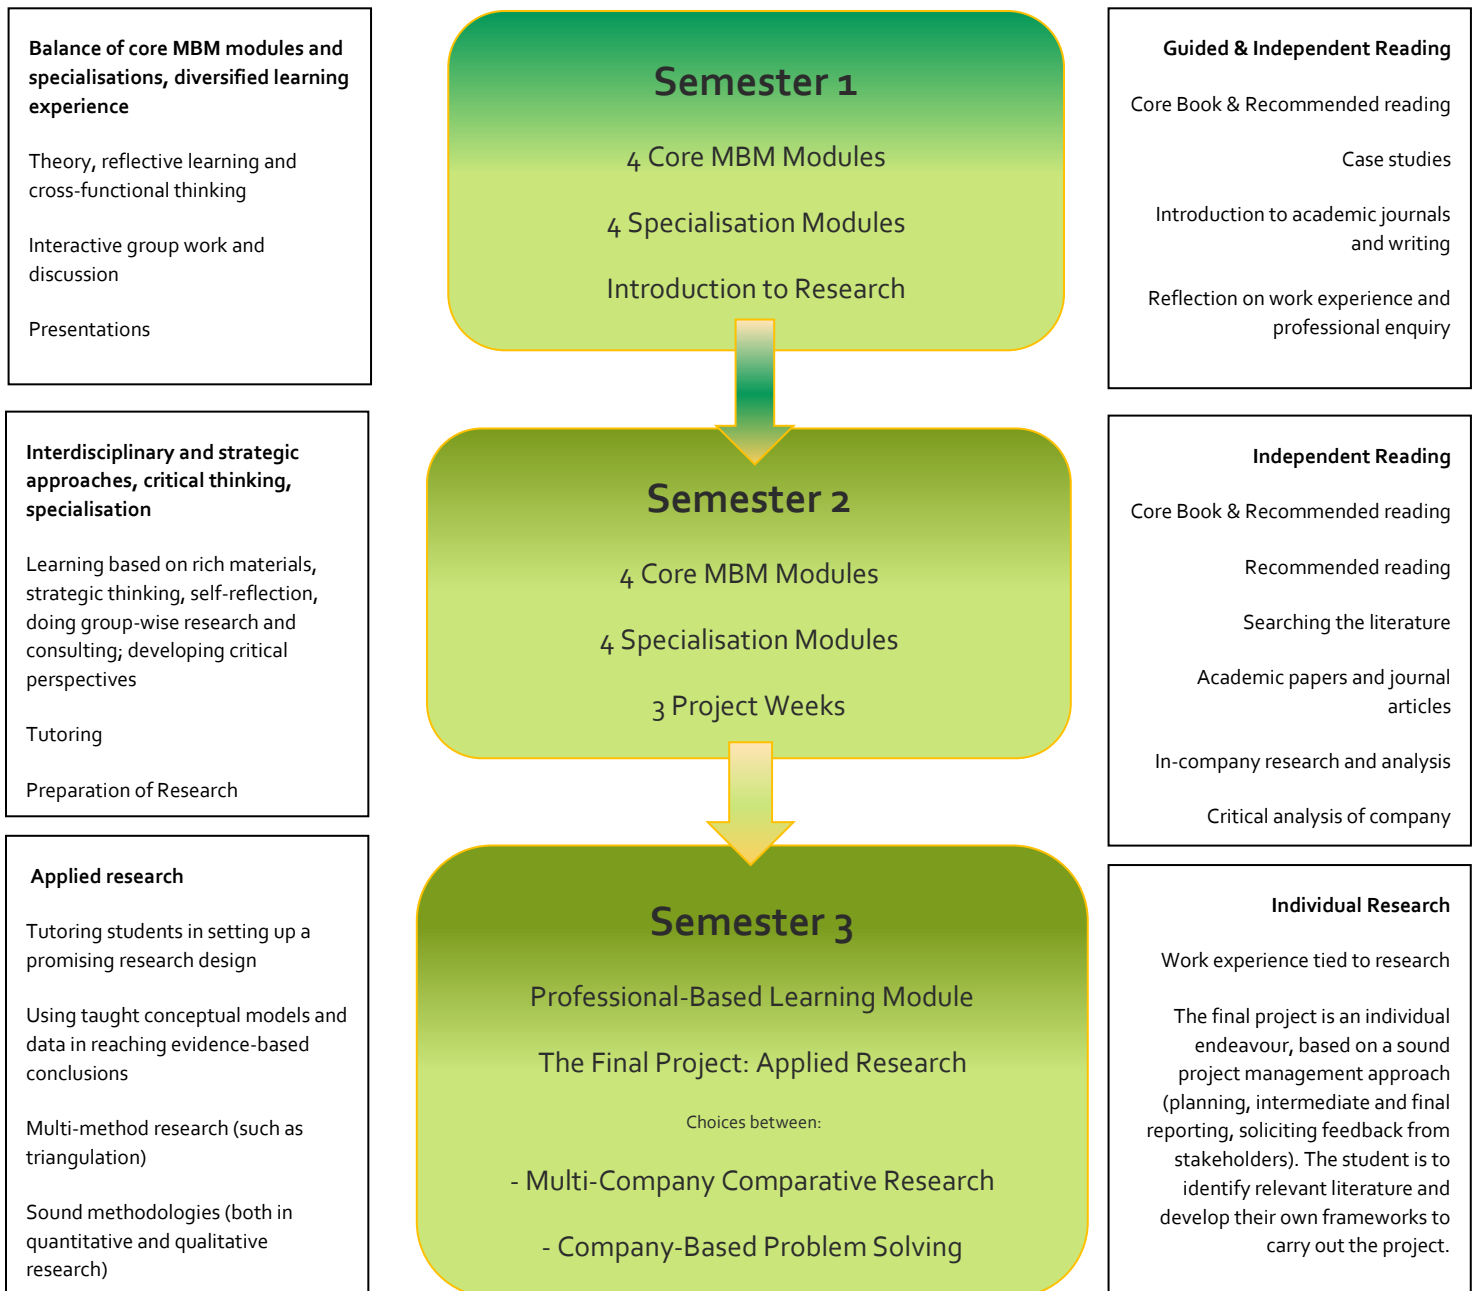 Balance of core MBM modules and
specialisations, diversified learning
experience
Theory, reflective learning and
cross-functional thinking
Interactive group work and
discussion
Presentations
Semester 1
4 Core MBM Modules
4 Specialisation Modules
Introduction to Research
Guided & Independent Reading
Core Book & Recommended reading
Case studies
Introduction to academic journals
and writing
Reflection on work experience and
professional enquiry
Interdisciplinary and strategic
approaches, critical thinking,
specialisation
Learning based on rich materials,
strategic thinking, self-reflection,
doing group-wise research and
consulting; developing critical
perspectives
Tutoring
Preparation of Research
Semester 2
4 Core MBM Modules
4 Specialisation Modules
3 Project Weeks
Independent Reading
Core Book & Recommended reading
Recommended reading
Searching the literature
Academic papers and journal
articles
In-company research and analysis
Critical analysis of company
Applied research
Tutoring students in setting up a
promising research design
Using taught conceptual models and
data in reaching evidence-based
conclusions
Multi-method research (such as
triangulation)
Sound methodologies (both in
quantitative and qualitative
research)
Semester 3
Professional-Based Learning Module
The Final Project: Applied Research
Choices between:
- Multi-Company Comparative Research
- Company-Based Problem Solving
Individual Research
Work experience tied to research
The final project is an individual
endeavour, based on a sound
project management approach
(planning, intermediate and final
reporting, soliciting feedback from
stakeholders). The student is to
identify relevant literature and
develop their own frameworks to
carry out the project.